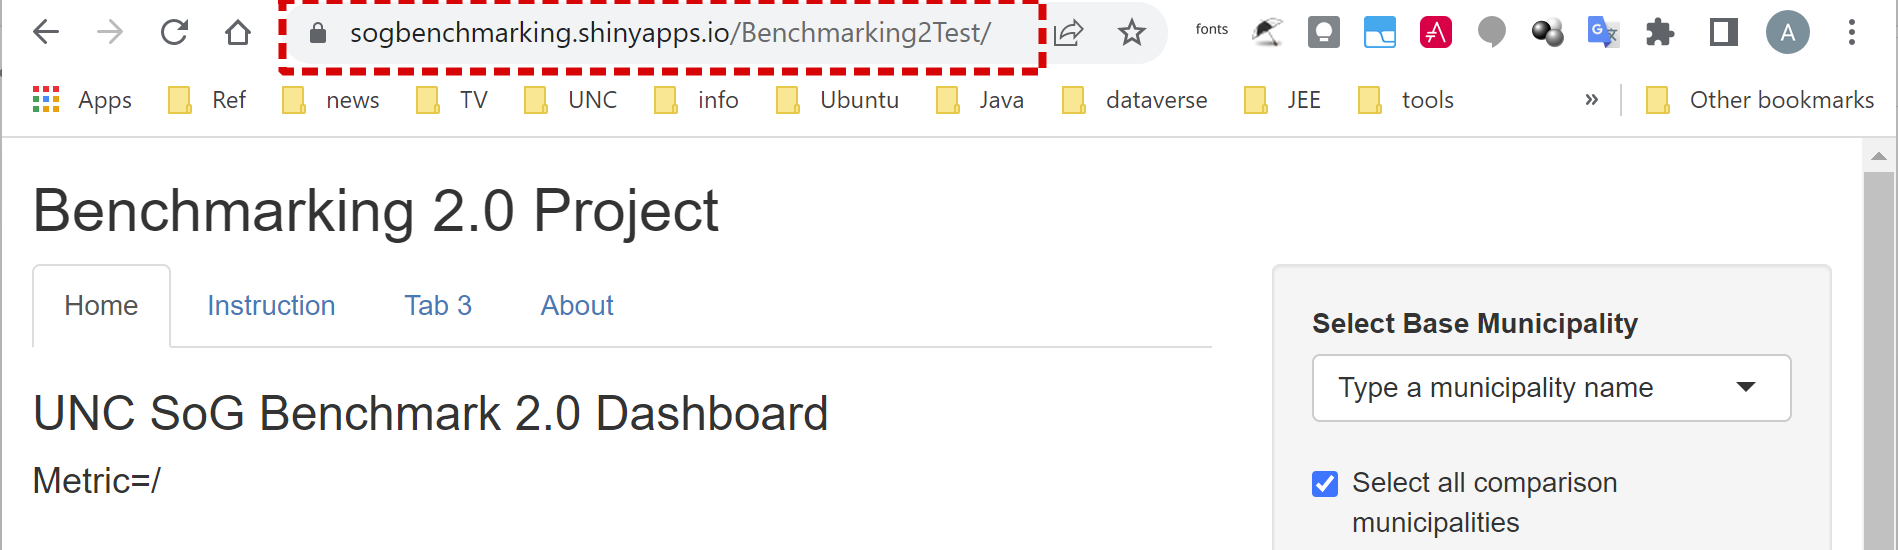 sogbenchmarking.shinyapps.io/Benchmarking2Test/
fonts
A
Apps Ref news TV UNC info Ubuntu Java dataverse JEE tools » Other bookmarks
Benchmarking 2.0 Project
Home Instruction Tab 3 About
Select Base Municipality
Type a municipality name
UNC SoG Benchmark 2.0 Dashboard
Metric=/
Select all comparison
municipalities